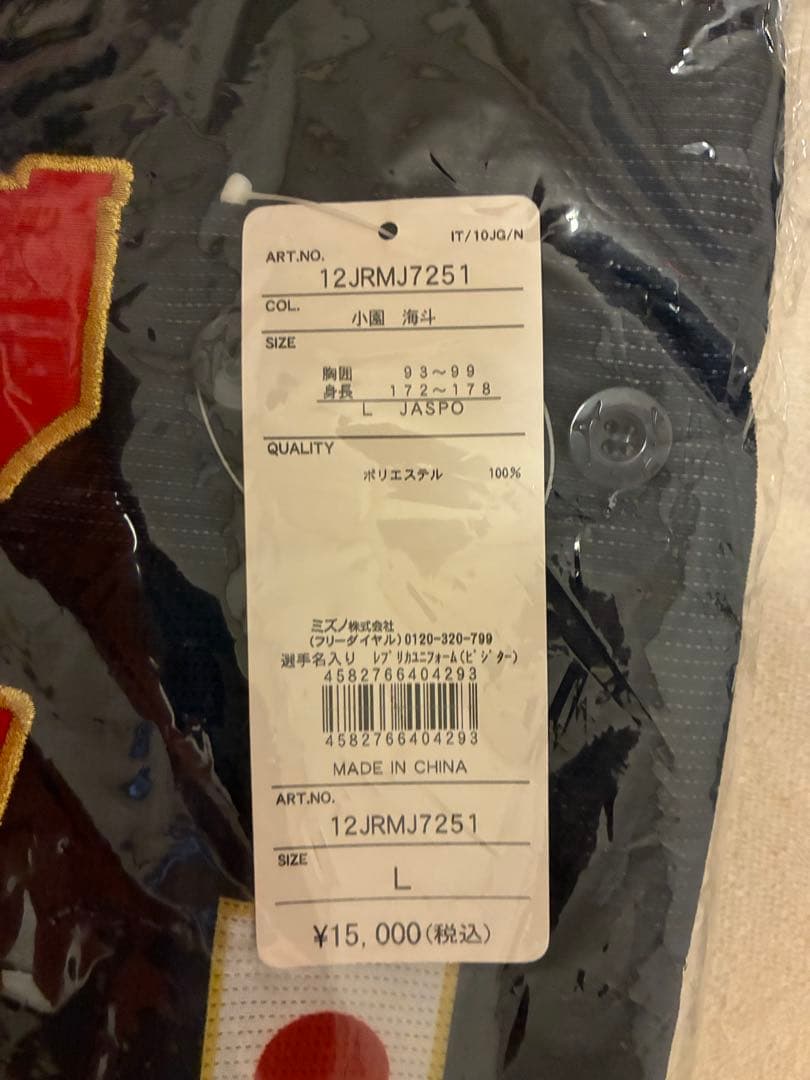 IT/10JG/N
ART.NO.
12JRMJ7251
COL.
小園 海斗
SIZE
胸囲 93～99
身長 172～178
L JASPO
QUALITY
ポリエステル 100%
ミズノ株式会社
(フリーダイヤル)0120-320-799
選手名入り ﾚﾌﾟﾘｶﾕﾆﾌｫｰﾑ(ﾋﾞｼﾞﾀｰ)
4582766404293
4582766404293
MADE IN CHINA
ART.NO.
12JRMJ7251
SIZE
L
¥15,000(税込)